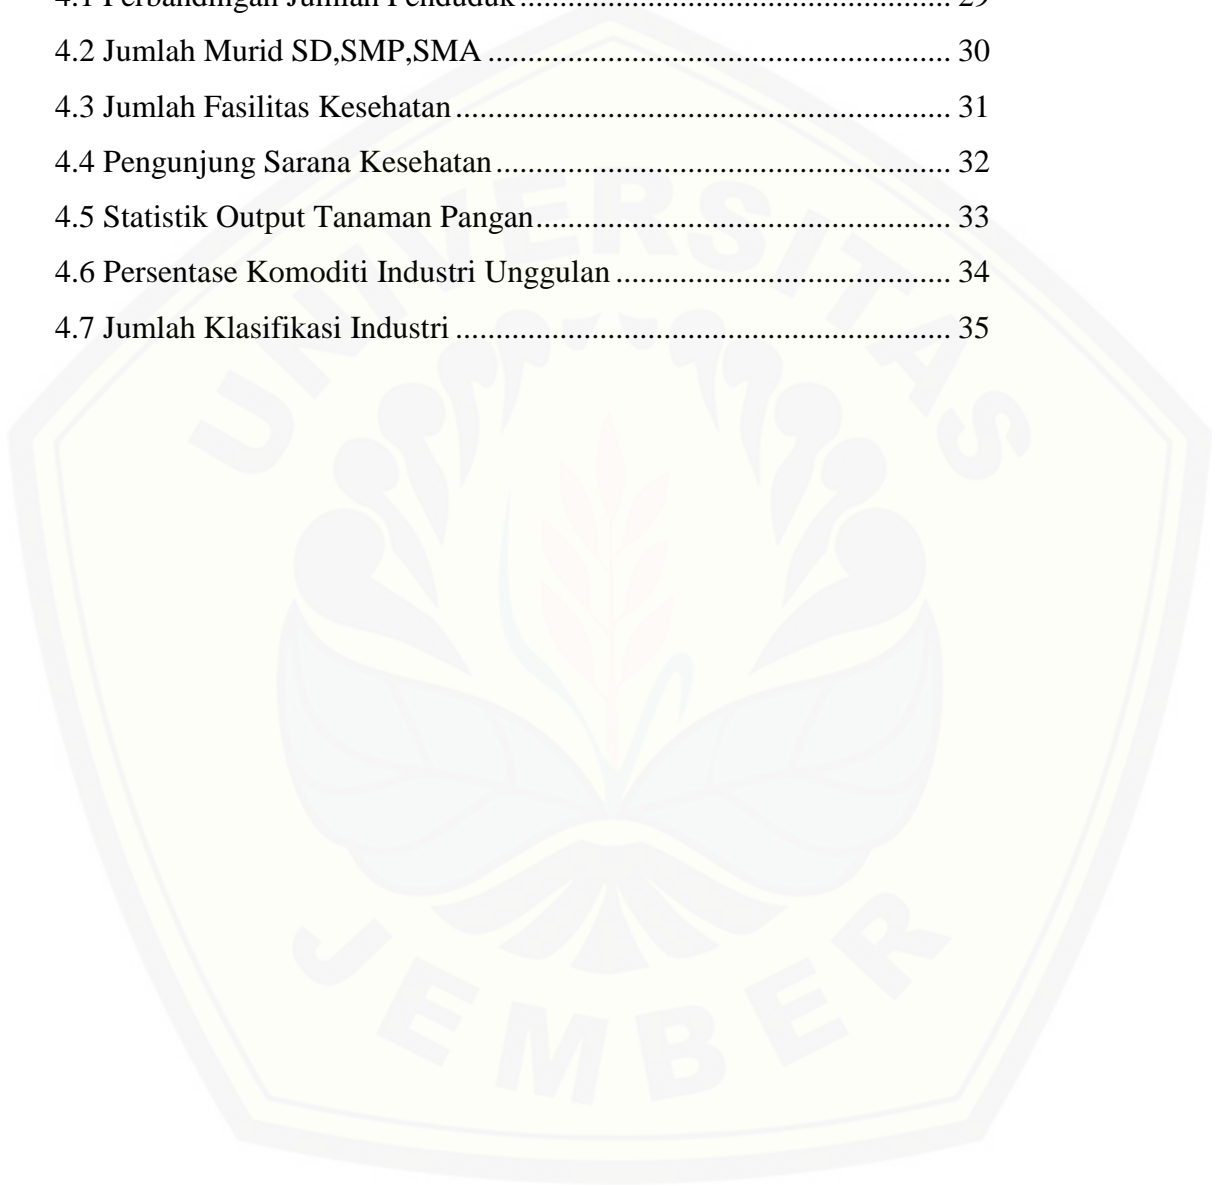 4.1 Perbandingan Jumlah Penduduk .................................................... 29
4.2 Jumlah Murid SD,SMP,SMA ........................................................ 30
4.3 Jumlah Fasilitas Kesehatan ............................................................ 31
4.4 Pengunjung Sarana Kesehatan ....................................................... 32
4.5 Statistik Output Tanaman Pangan .................................................. 33
4.6 Persentase Komoditi Industri Unggulan ........................................ 34
4.7 Jumlah Klasifikasi Industri ............................................................ 35
UNIVERSITAS
JEMBER